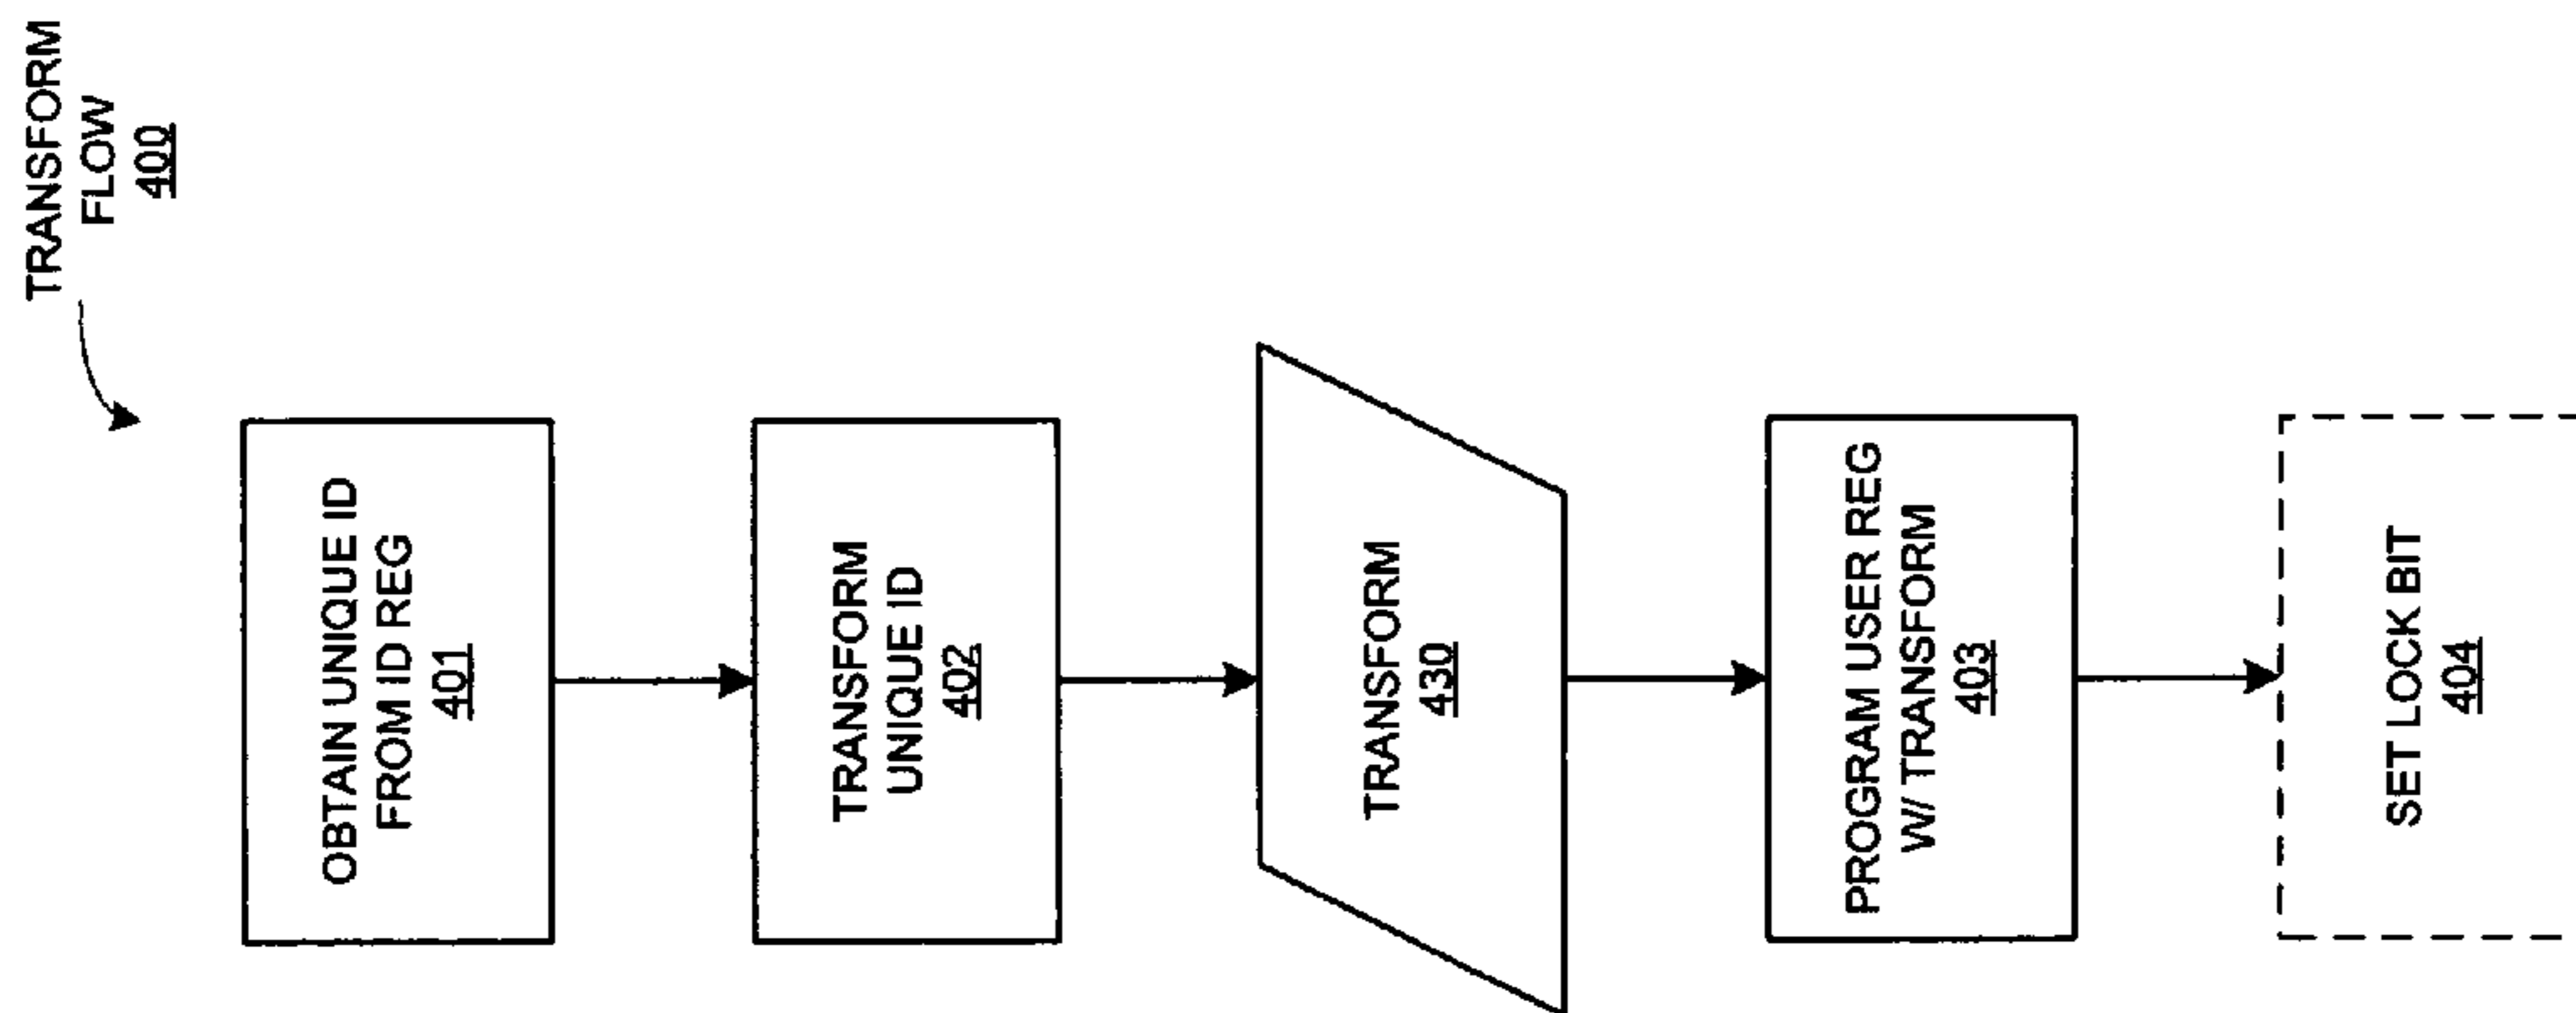 TRANSFORM
FLOW
400
OBTAIN UNIQUE ID
FROM ID REG
401
TRANSFORM
UNIQUE ID
402
TRANSFORM
430
PROGRAM USER REG
W/ TRANSFORM
403
SET LOCK BIT
404